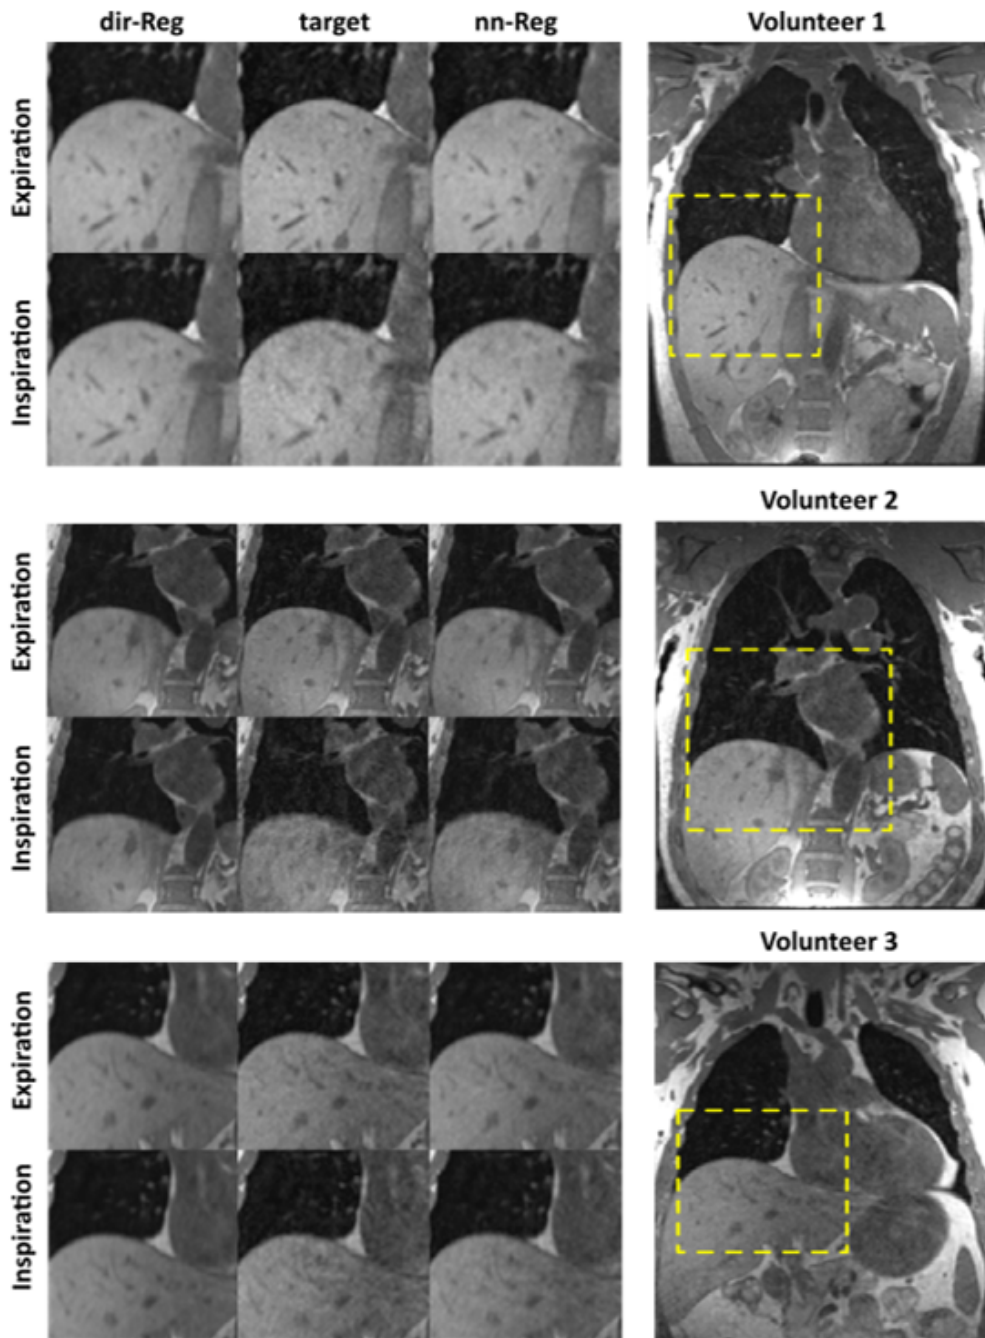 dir-Reg target nn-Reg Volunteer 1
Expiration
Inspiration
Volunteer 2
Expiration
Inspiration
Volunteer 3
Expiration
Inspiration